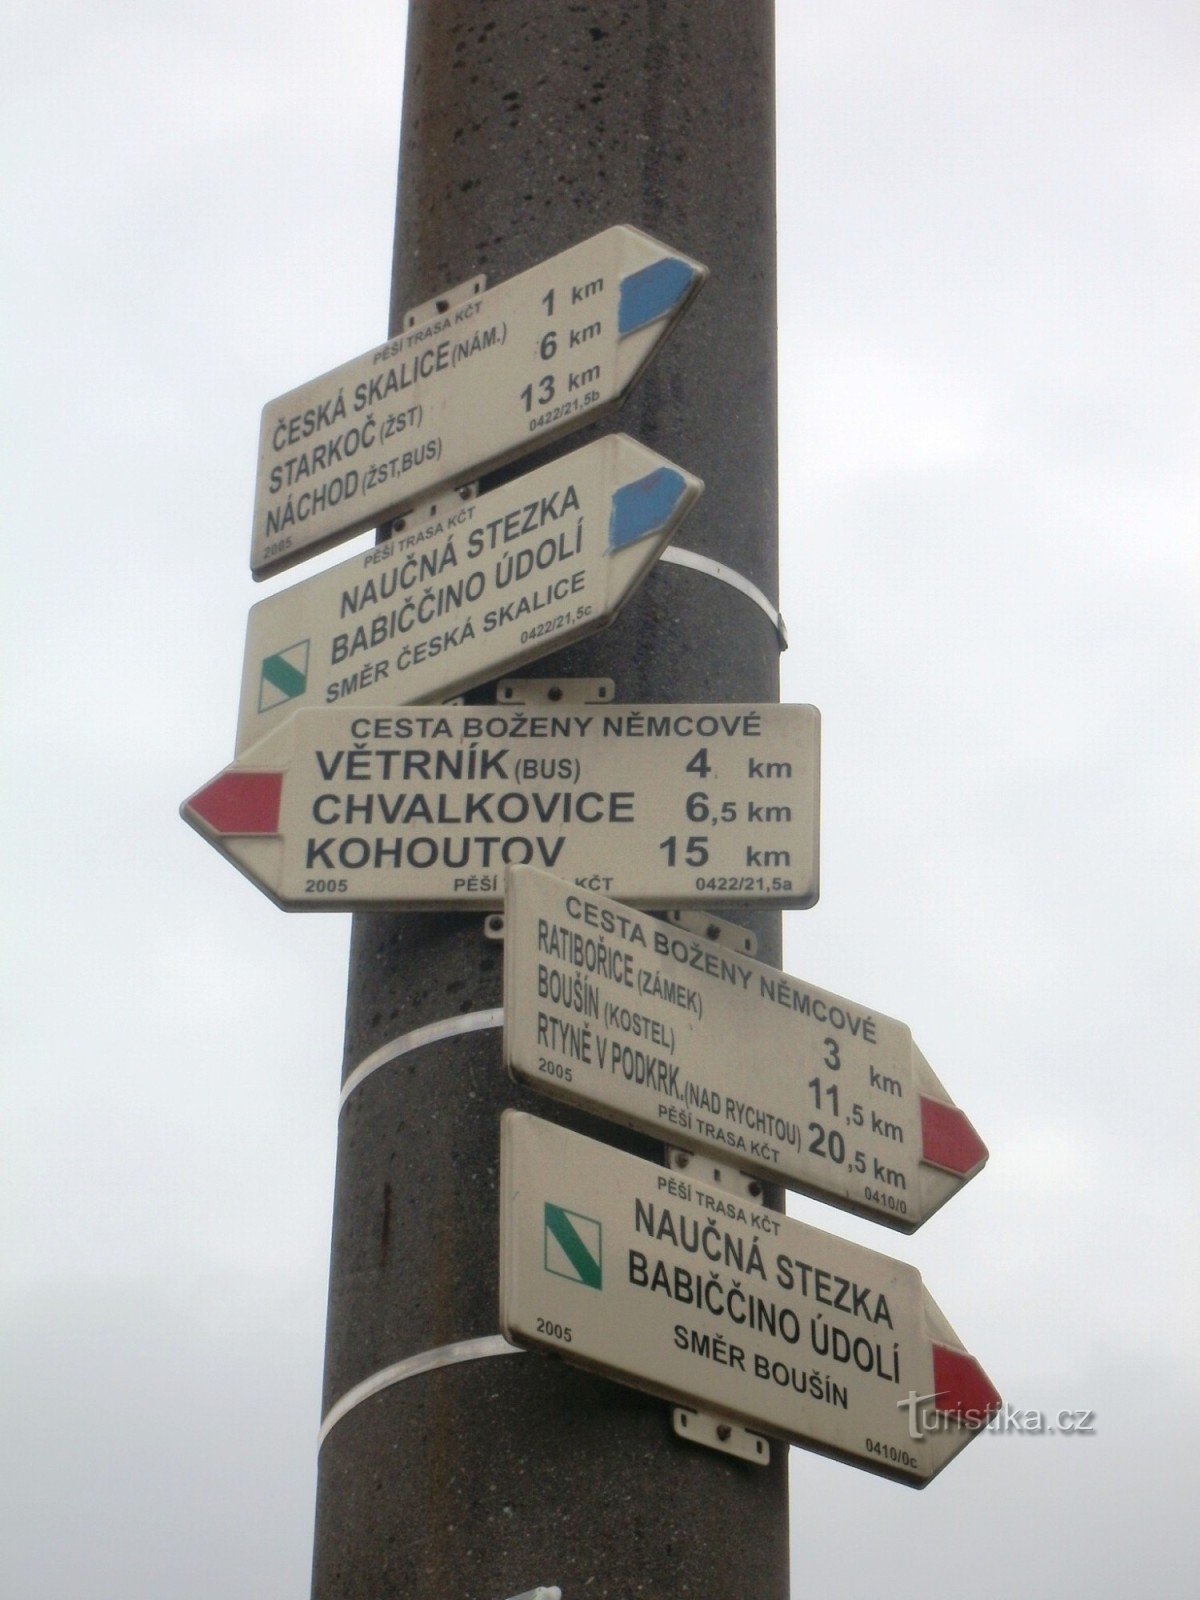 PĚŠÍ TRASA KČT
ČESKÁ SKALICE (NÁM.) 1 km
STARKOČ (ŽST) 6 km
NÁCHOD (ŽST,BUS) 13 km
2005 0422/21,5b
PĚŠÍ TRASA KČT
NAUČNÁ STEZKA
BABIČČINO ÚDOLÍ
SMĚR ČESKÁ SKALICE
0422/21,5c
CESTA BOŽENY NĚMCOVÉ
VĚTRNÍK (BUS) 4 km
CHVALKOVICE 6,5 km
KOHOUTOV 15 km
2005 PĚŠÍ KČT 0422/21,5a
CESTA BOŽENY NĚMCOVÉ
RATIBOŘICE (ZÁMEK) 3 km
BOUŠÍN (KOSTEL) 11,5 km
RTYNĚ V PODKRK. (NAD RYCHTOU) 20,5 km
2005 PĚŠÍ TRASA KČT 0410/0
PĚŠÍ TRASA KČT
NAUČNÁ STEZKA
BABIČČINO ÚDOLÍ
SMĚR BOUŠÍN
2005 0410/0c
Turistika.cz